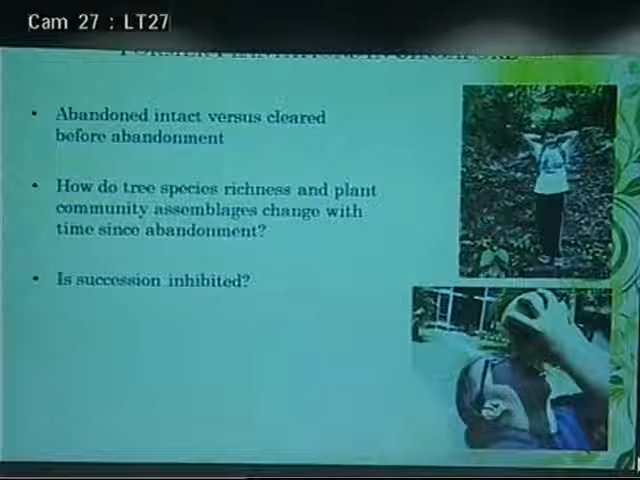 Cam 27 : LT27
• Abandoned intact versus cleared
before abandonment
• How do tree species richness and plant
community assemblages change with
time since abandonment?
• Is succession inhibited?